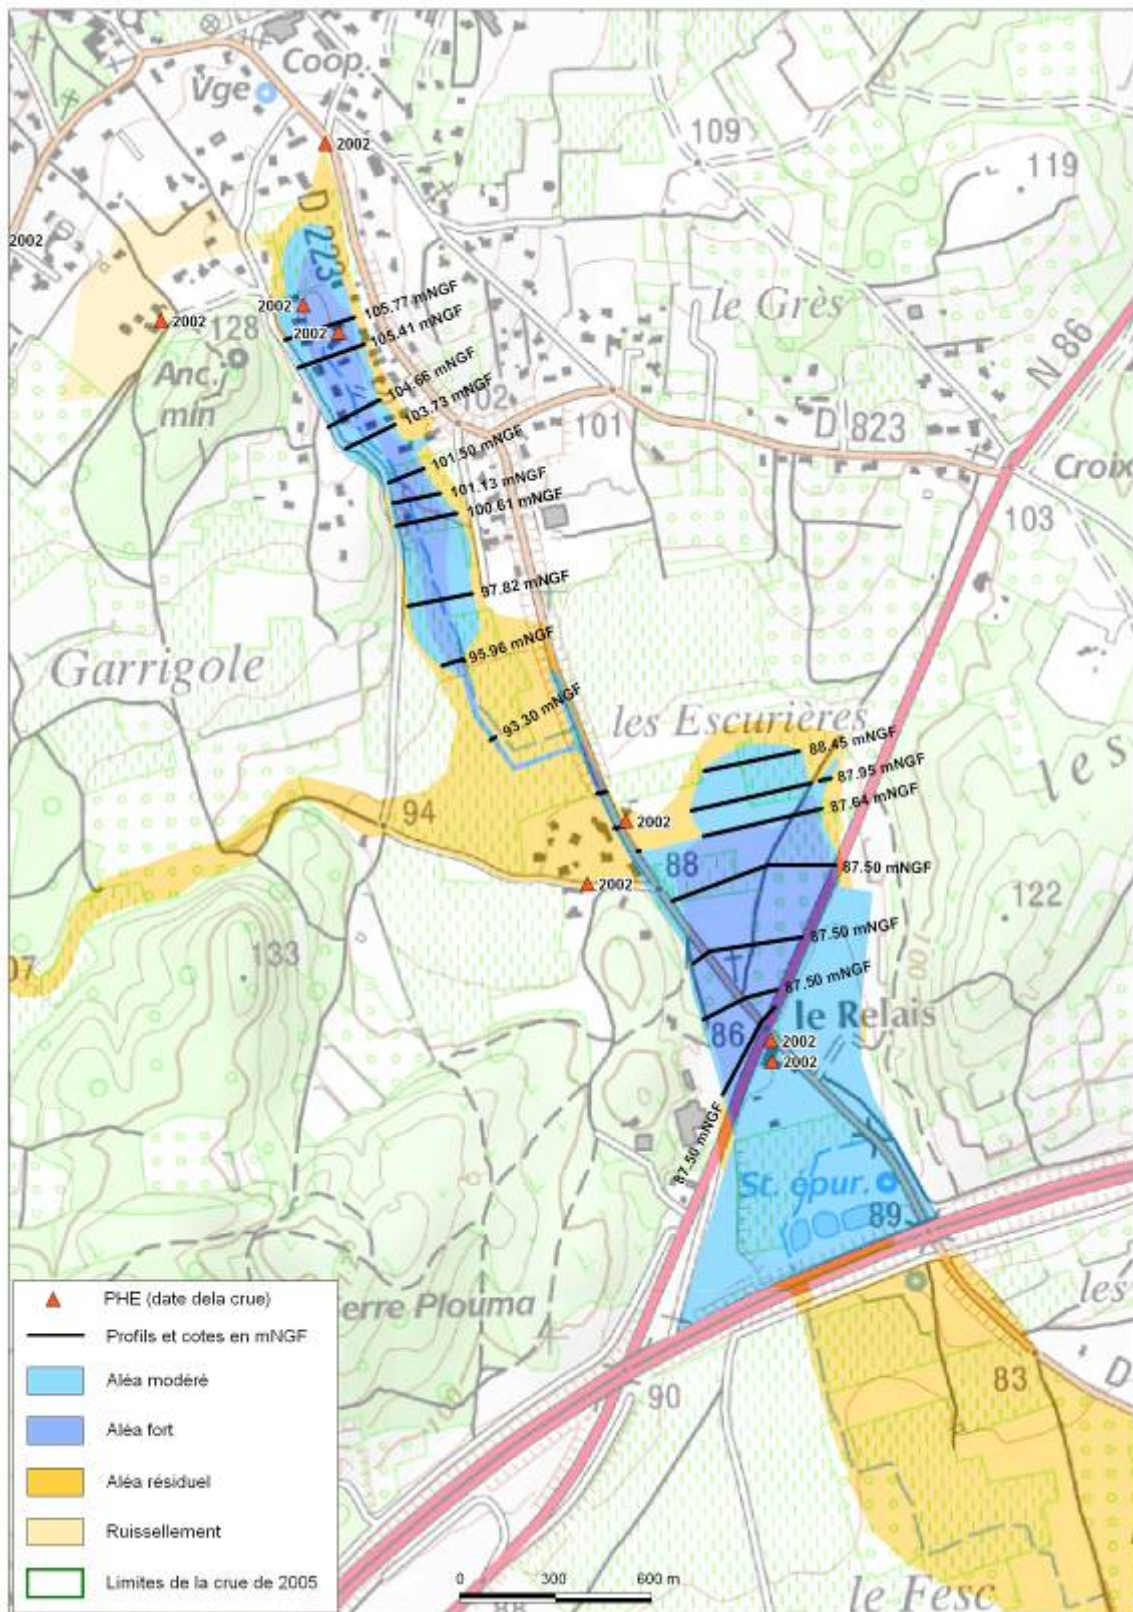 Coop.
Vge
2002
109
119
D 223
2002
2002
2002
2002
105.77 mNGF
le Grès
128
105.41 mNGF
N 86
Anc.
min
104.66 mNGF
103.73 mNGF
102
101
D 823
101.50 mNGF
Croix
101.13 mNGF
100.61 mNGF
103
97.82 mNGF
Garrigole
95.96 mNGF
93.30 mNGF
les Escurières
88.45 mNGF
le s
87.95 mNGF
87.64 mNGF
94
2002
88
87.50 mNGF
2002
122
133
87.50 mNGF
07
100
87.50 mNGF
le Relais
86
2002
2002
87.50 mNGF
St. épur.
89
erre Plouma
les
83
D
90
PHE (date dela crue)
Profils et cotes en mNGF
Aléa modéré
Aléa fort
Aléa résiduel
Ruissellement
Limites de la crue de 2005
0 300 600 m
le Fesc
88